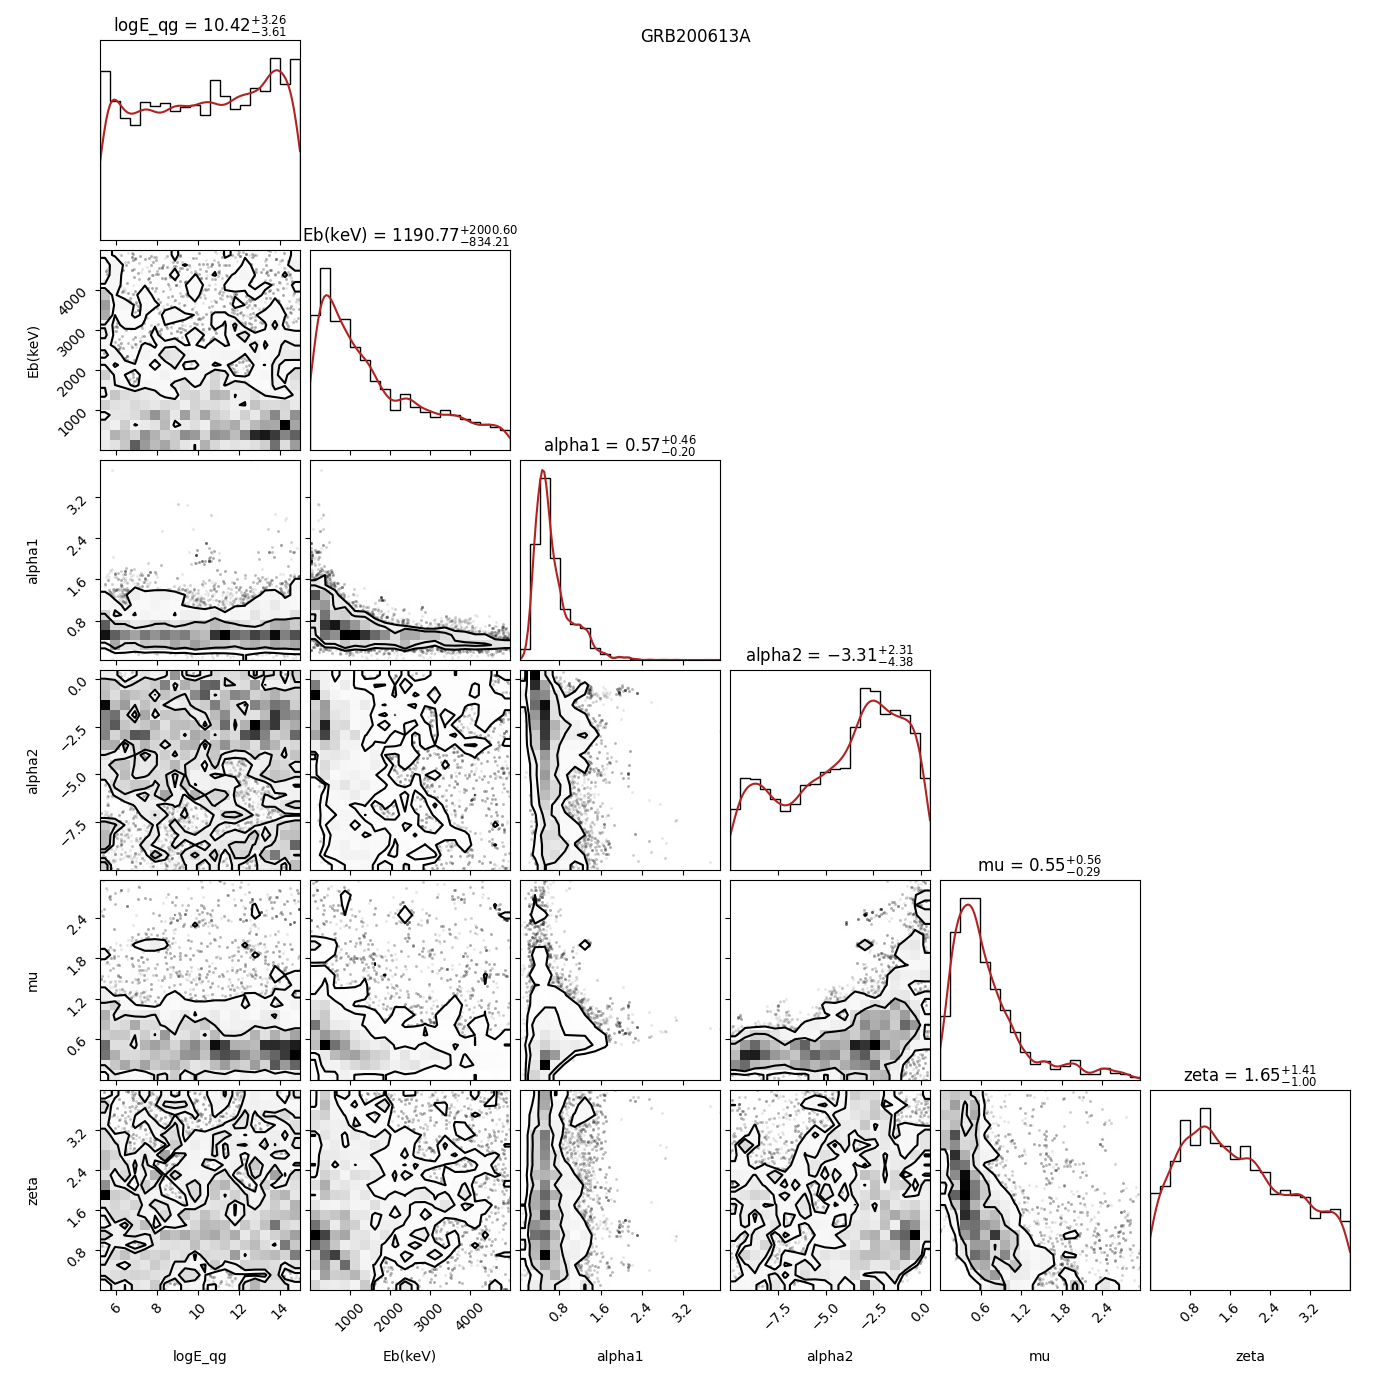 GRB200613A
logE_qg = 10.42^{+3.26}_{−3.61}
Eb(keV) = 1190.77^{+2000.60}_{−834.21}
alpha1 = 0.57^{+0.46}_{−0.20}
alpha2 = −3.31^{+2.31}_{−4.38}
mu = 0.55^{+0.56}_{−0.29}
zeta = 1.65^{+1.41}_{−1.00}
Eb(keV)
4000
3000
2000
1000
alpha1
3.2
2.4
1.6
0.8
alpha2
0.0
−2.5
−5.0
−7.5
mu
2.4
1.8
1.2
0.6
zeta
3.2
2.4
1.6
0.8
6 8 10 12 14
1000 2000 3000 4000
0.8 1.6 2.4 3.2
−7.5 −5.0 −2.5 0.0
0.6 1.2 1.8 2.4
0.8 1.6 2.4 3.2
logE_qg Eb(keV) alpha1 alpha2 mu zeta